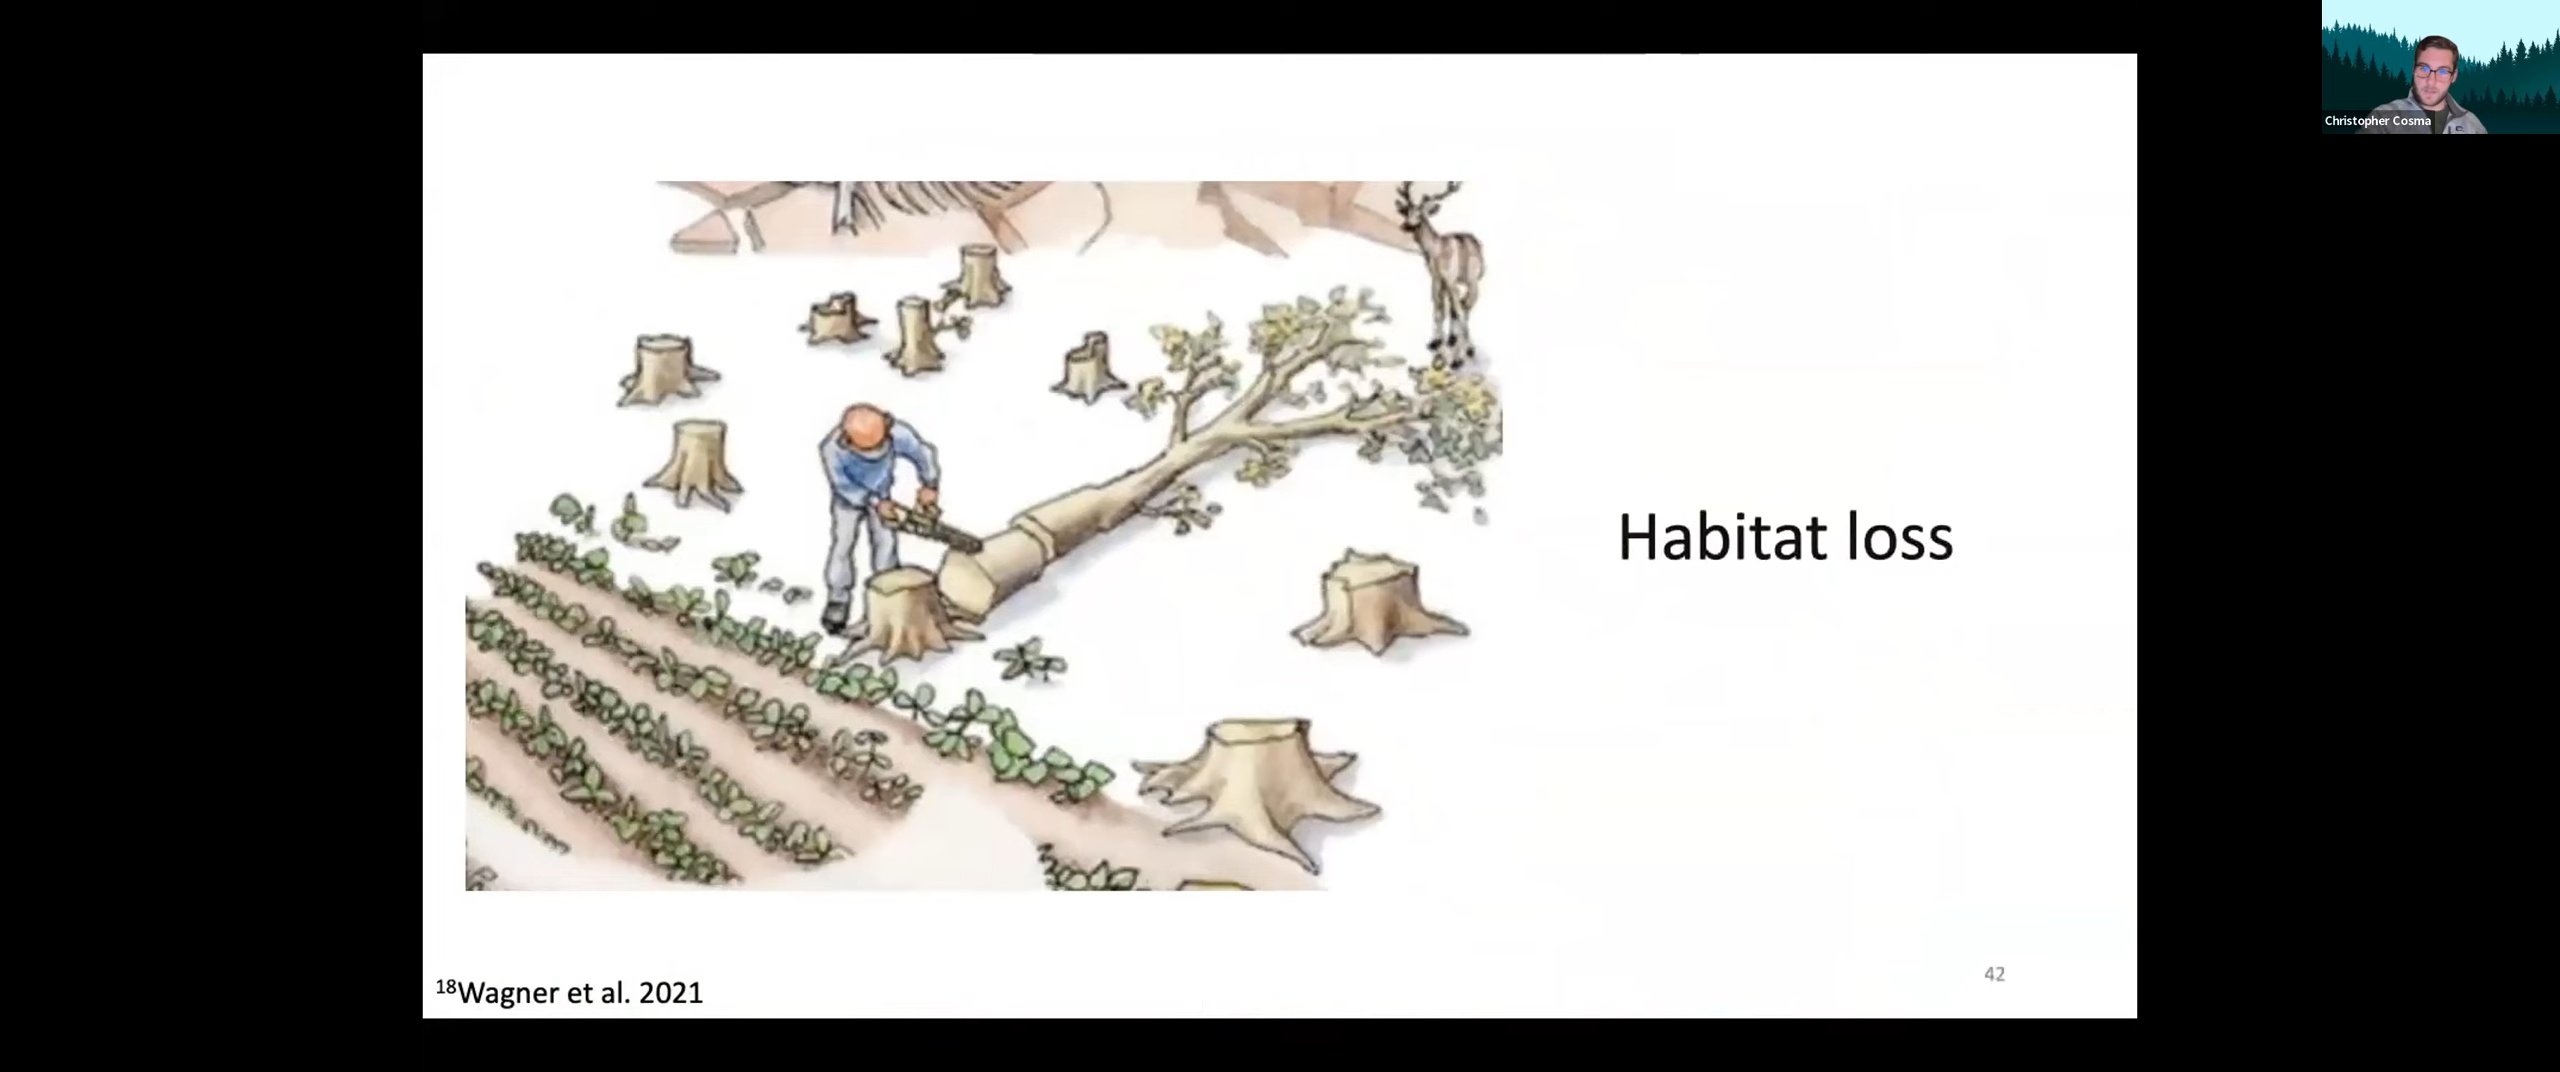 Christopher Cosma
Habitat loss
42
18Wagner et al. 2021